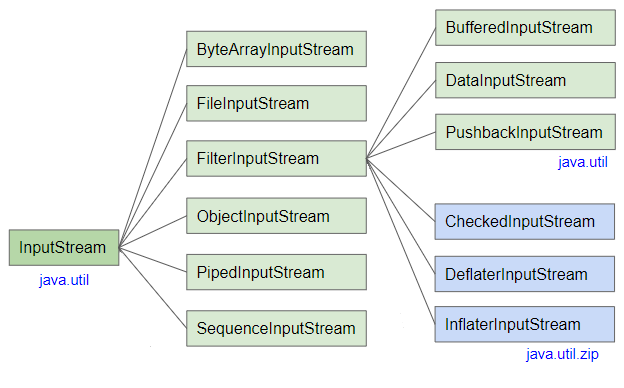 InputStream
java.util
ByteArrayInputStream
FileInputStream
FilterInputStream
ObjectInputStream
PipedInputStream
SequenceInputStream
BufferedInputStream
DataInputStream
PushbackInputStream
java.util
CheckedInputStream
DeflaterInputStream
InflaterInputStream
java.util.zip